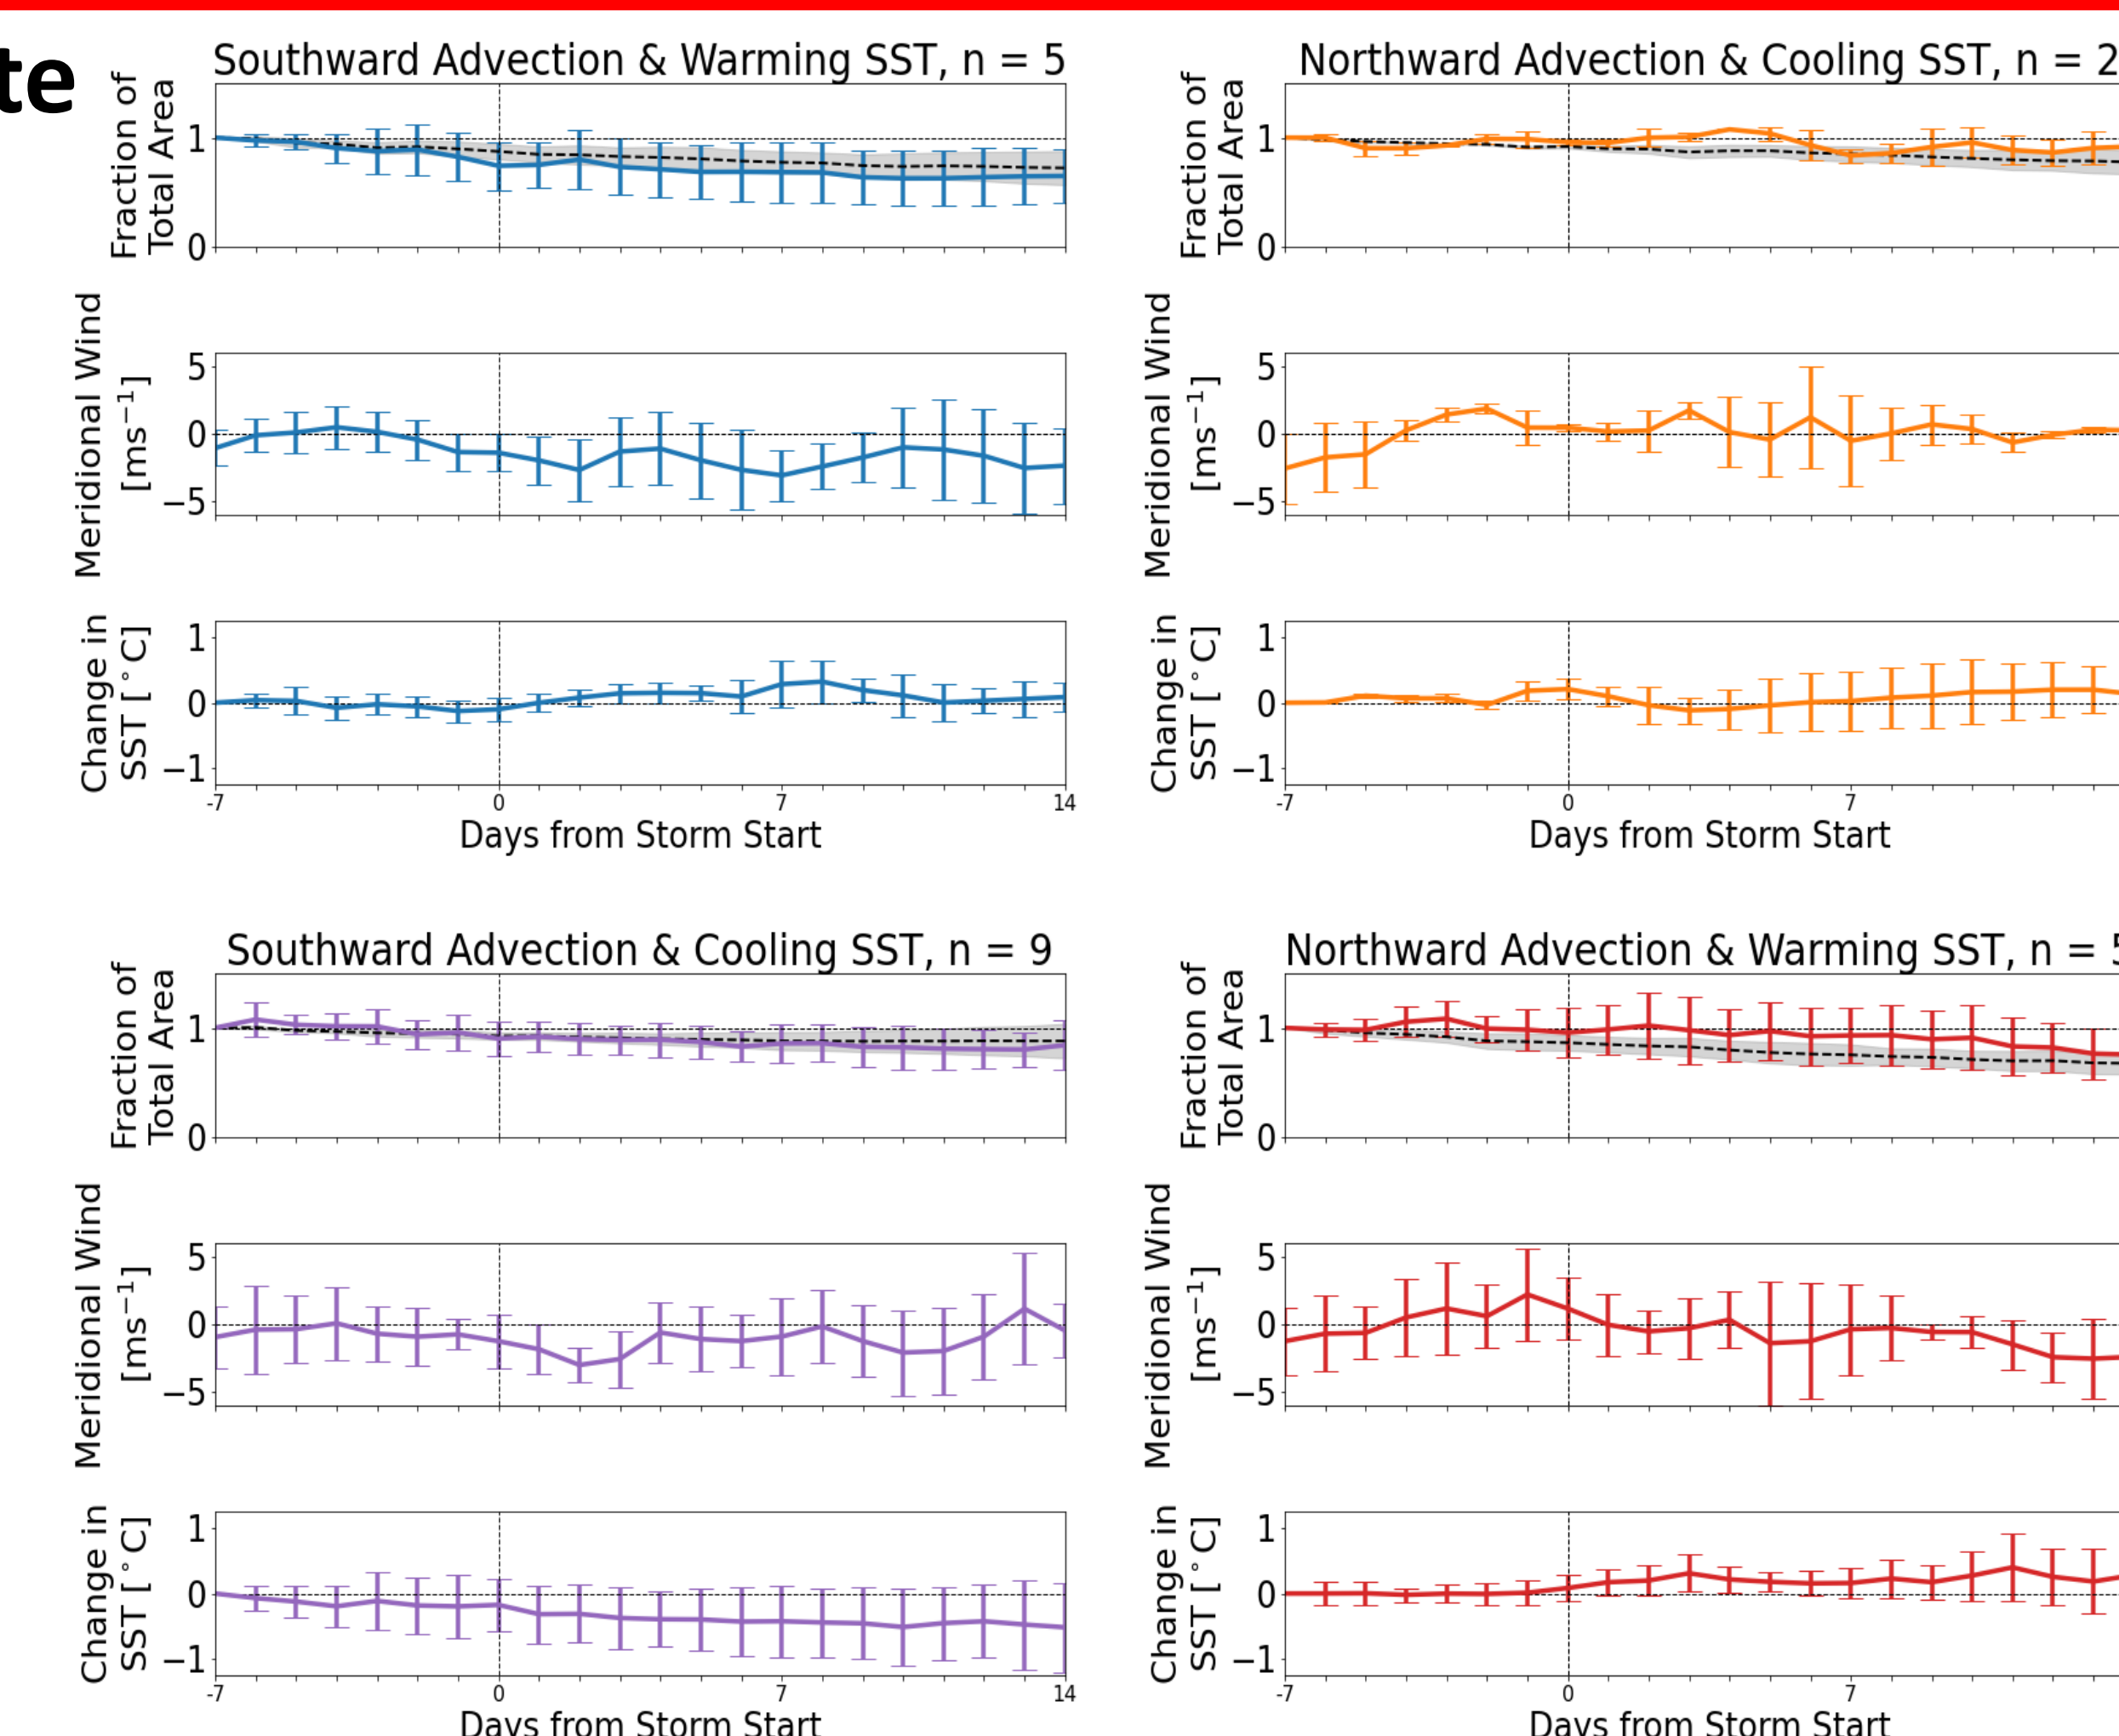 te
Southward Advection & Warming SST, n = 5
Fraction of
Total Area
1
0
Meridional Wind
[ms⁻¹]
5
0
−5
Change in
SST [°C]
1
0
−1
-7 0 7 14
Days from Storm Start
Northward Advection & Cooling SST, n = 2
Fraction of
Total Area
1
0
Meridional Wind
[ms⁻¹]
5
0
−5
Change in
SST [°C]
1
0
−1
-7 0 7
Days from Storm Start
Southward Advection & Cooling SST, n = 9
Fraction of
Total Area
1
0
Meridional Wind
[ms⁻¹]
5
0
−5
Change in
SST [°C]
1
0
−1
-7 0 7 14
Days from Storm Start
Northward Advection & Warming SST, n = 5
Fraction of
Total Area
1
0
Meridional Wind
[ms⁻¹]
5
0
−5
Change in
SST [°C]
1
0
−1
-7 0 7
Days from Storm Start